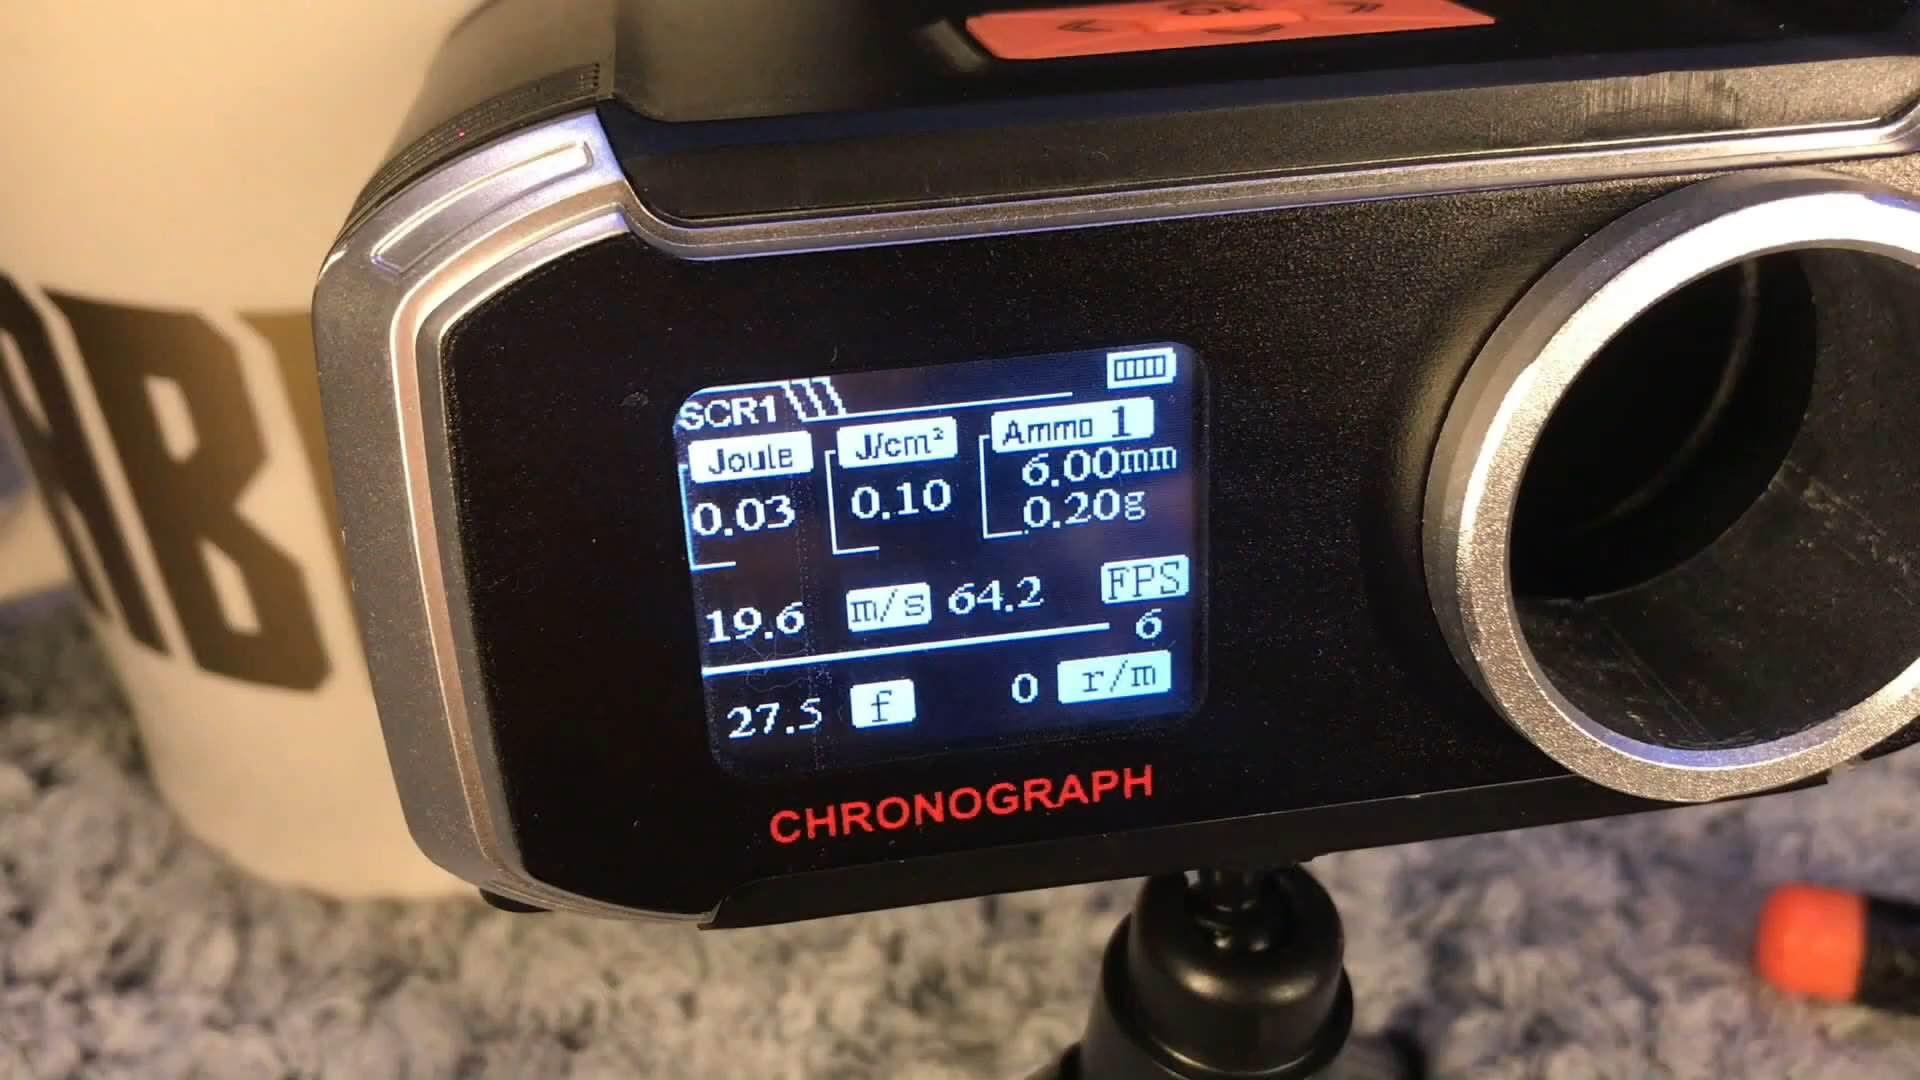 OK
SCR1
Joule J/cm² Ammo 1
6.00mm
0.03 0.10 0.20g
19.6 m/s 64.2 FPS
6
27.5 f 0 r/m
CHRONOGRAPH